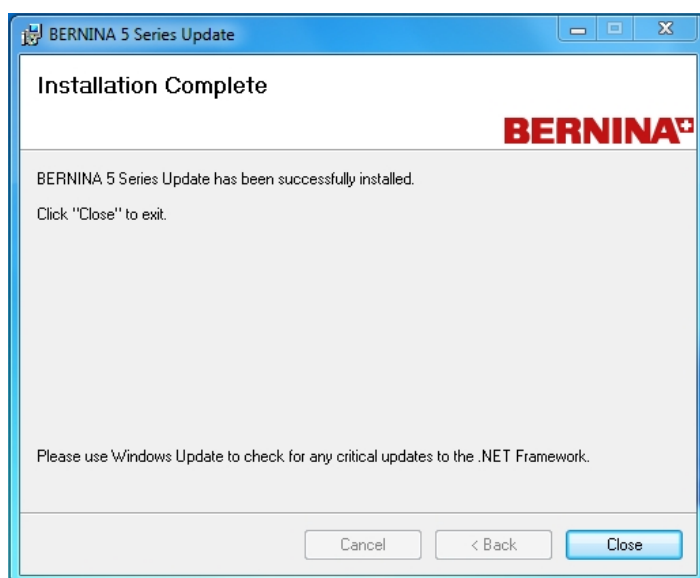 BERNINA 5 Series Update
Installation Complete
BERNINA
BERNINA 5 Series Update has been successfully installed.
Click "Close" to exit.
Please use Windows Update to check for any critical updates to the .NET Framework.
Cancel
< Back
Close